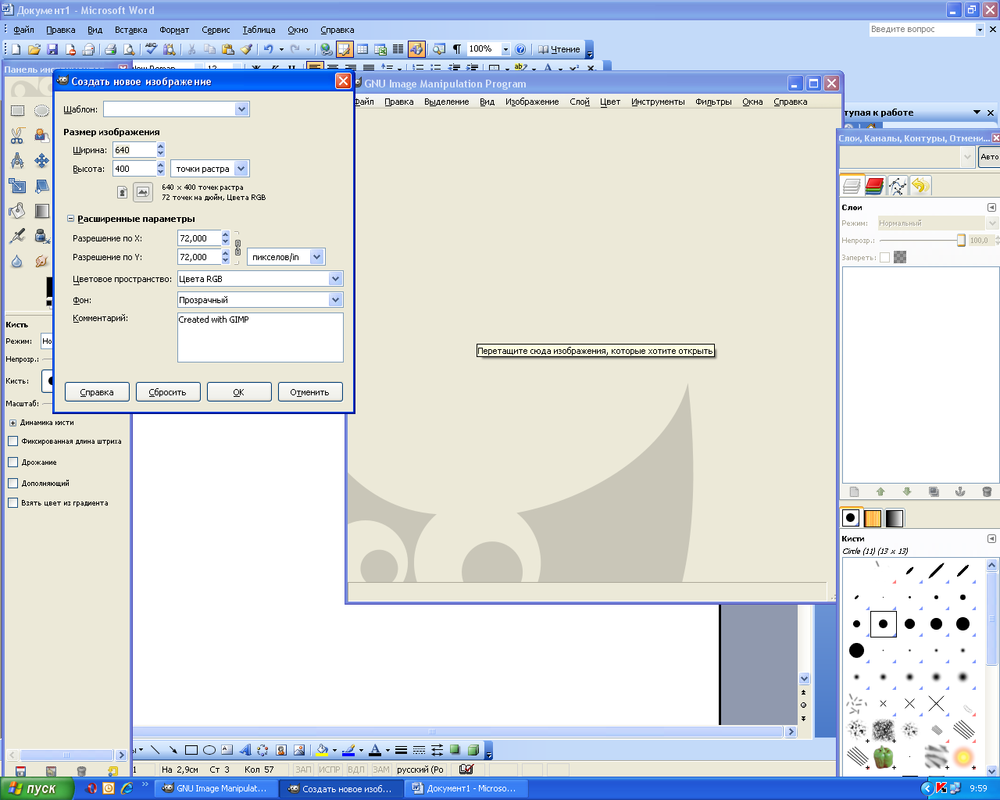 Документ1 - Microsoft Word
Файл Правка Вид Вставка Формат Сервис Таблица Окно Справка
Введите вопрос
100%
Чтение
Панель
12
Ж К Ч
Создать новое изображение
Шаблон:
Размер изображения
Ширина: 640
Высота: 400 точки растра
640 × 400 точек растра
72 точек на дюйм, Цвета RGB
Расширенные параметры
Разрешение по X: 72,000
Разрешение по Y: 72,000 пикселов/in
Цветовое пространство: Цвета RGB
Фон: Прозрачный
Комментарий: Created with GIMP
Справка Сбросить OK Отменить
GNU Image Manipulation Program
Файл Правка Выделение Вид Изображение Слой Цвет Инструменты Фильтры Окна Справка
Перетащите сюда изображения, которые хотите открыть
тупая к работе
Слои, Каналы, Контуры, Отмени...
Авто
Слои
Режим: Нормальный
Непрозр.: 100,0
Запереть:
Кисти
Circle (11) (13 × 13)
Кисть
Режим: Но
Непрозр.:
Кисть:
Масштаб:
Динамика кисти
Фиксированная длина штриха
Дрожание
Дополняющий
Взять цвет из градиента
1 На 2,9см Ст 3 Кол 57 ЗАП ИСПР ВДЛ ЗАМ русский (Ро
пуск
GNU Image Manipulat...
Создать новое изоб...
Документ1 - Microso...
9:59